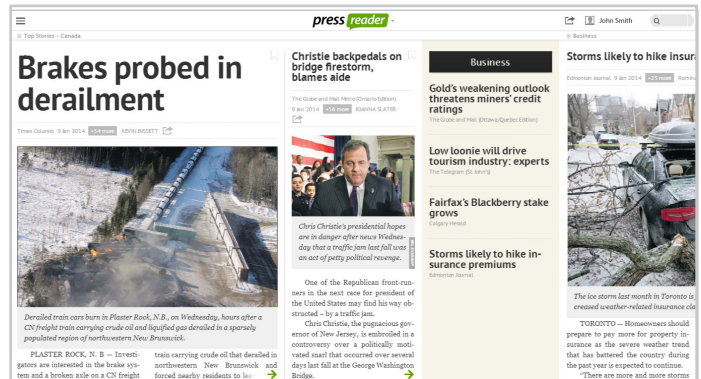 press reader
John Smith
Top Stories – Canada
Business
Brakes probed in
derailment
Times Colonist 9 Jan 2014 +54 more KEVIN BISSETT
Derailed train cars burn in Plaster Rock, N.B., on Wednesday, hours after a
CN freight train carrying crude oil and liquified gas derailed in a sparsely
populated region of northwestern New Brunswick.
PLASTER ROCK, N. B — Investi-
gators are interested in the brake sys-
tem and a broken axle on a CN freight
train carrying crude oil that derailed in
northwestern New Brunswick and
forced nearby residents to
Christie backpedals on
bridge firestorm,
blames aide
The Globe and Mail Metro (Ontario Edition)
9 Jan 2014 +56 more JOANNA SLATER
Chris Christie's presidential hopes
are in danger after news Wednes-
day that a traffic jam last fall was
an act of petty political revenge.
One of the Republican front-run-
ners in the next race for president of
the United States may find his way ob-
structed – by a traffic jam.
Chris Christie, the pugnacious gov-
ernor of New Jersey, is embroiled in a
controversy over a politically moti-
vated snarl that occurred over several
days last fall at the George Washington
Bridge.
Business
Gold's weakening outlook
threatens miners' credit
ratings
The Globe and Mail (Ottawa/Quebec Edition)
Low loonie will drive
tourism industry: experts
The Telegram (St. John's)
Fairfax's Blackberry stake
grows
Calgary Herald
Storms likely to hike in-
surance premiums
Edmonton Journal
Storms likely to hike insura
Edmonton Journal 9 Jan 2014 +25 more
The ice storm last month in Toronto is
creased weather-related insurance cla
TORONTO — Homeowners should
prepare to pay more for property in-
surance as the severe weather trend
that has battered the country during
the past year is expected to continue.
"There are more and more storms